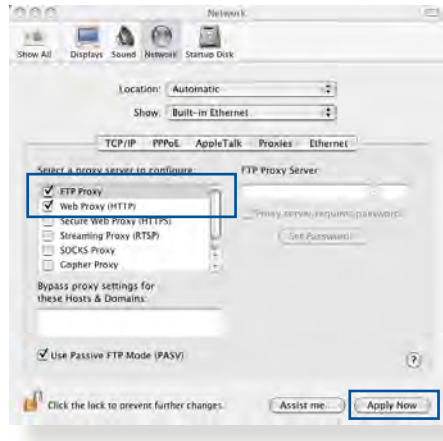 Network
Show All Displays Sound Network Startup Disk
Location: Automatic
Show: Built-in Ethernet
TCP/IP PPPoE AppleTalk Proxies Ethernet
Select a proxy server to configure: FTP Proxy Server
FTP Proxy
Web Proxy (HTTP)
Secure Web Proxy (HTTPS)
Streaming Proxy (RTSP)
SOCKS Proxy
Gopher Proxy
Proxy server requires password
Set Password
Bypass proxy settings for
these Hosts & Domains:
Use Passive FTP Mode (PASV)
?
Click the lock to prevent further changes.
Assist me... Apply Now